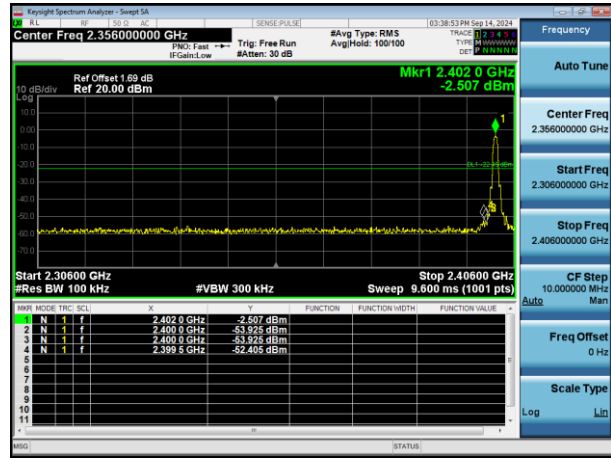 Keysight Spectrum Analyzer - Swept SA
RL RF 50 Ω AC SENSE:PULSE 03:38:53 PM Sep 14, 2024
Center Freq 2.356000000 GHz
PNO: Fast
IFGain:Low
Trig: Free Run
#Atten: 30 dB
#Avg Type: RMS
Avg|Hold: 100/100
TRACE 1 2 3 4 5 6
TYPE M WWWWW
DET P NNNNN
Frequency
Auto Tune
Center Freq
2.356000000 GHz
Start Freq
2.306000000 GHz
Stop Freq
2.406000000 GHz
CF Step
10.000000 MHz
Auto Man
Freq Offset
0 Hz
Scale Type
Log Lin
Ref Offset 1.69 dB
10 dB/div Ref 20.00 dBm
Log
Mkr1 2.402 0 GHz
-2.507 dBm
10.0
0.00
-10.0
-20.0
-30.0
-40.0
-50.0
-60.0
-70.0
1
Start 2.30600 GHz Stop 2.40600 GHz
#Res BW 100 kHz #VBW 300 kHz Sweep 9.600 ms (1001 pts)
MKR MODE TRC SCL X Y FUNCTION FUNCTION WIDTH FUNCTION VALUE
1 N 1 f 2.402 0 GHz -2.507 dBm
2 N 1 f 2.400 0 GHz -53.925 dBm
3 N 1 f 2.400 0 GHz -53.925 dBm
4 N 1 f 2.399 5 GHz -52.405 dBm
5
6
7
8
9
10
11
MSG STATUS